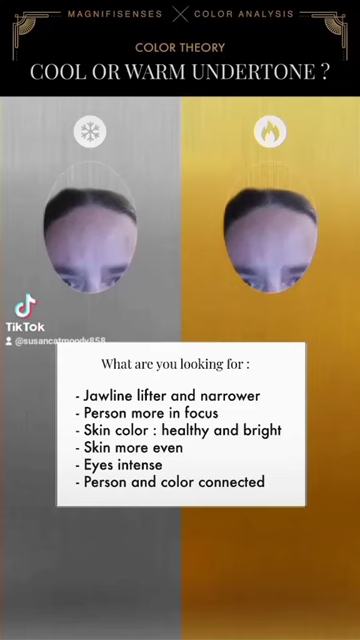 MAGNIFISENSES COLOR ANALYSIS
COLOR THEORY
COOL OR WARM UNDERTONE ?
TikTok
@susancatmoody858
What are you looking for :
- Jawline lifter and narrower
- Person more in focus
- Skin color : healthy and bright
- Skin more even
- Eyes intense
- Person and color connected